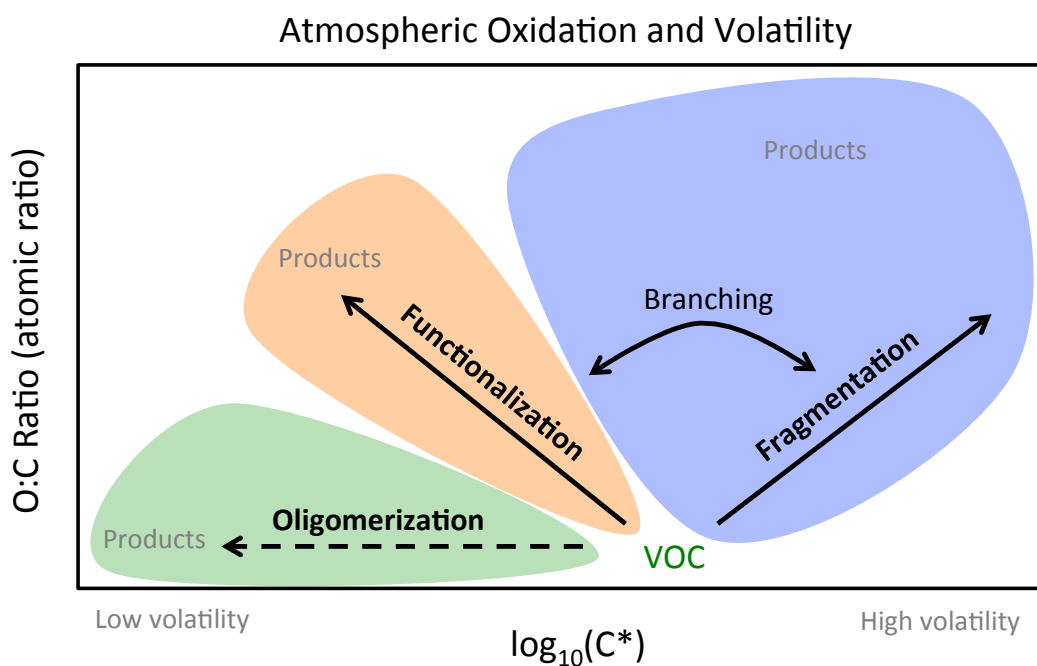 Atmospheric Oxidation and Volatility
O:C Ratio (atomic ratio)
Products
Products
Branching
Functionalization
Fragmentation
Oligomerization
Products
VOC
Low volatility
High volatility
log₁₀(C*)